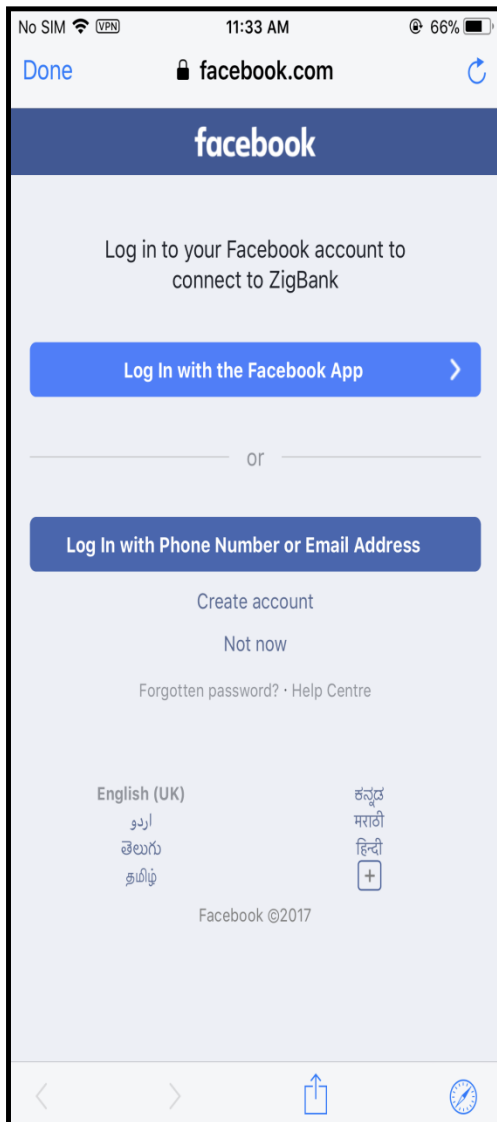 No SIM VPN 11:33 AM 66%
Done facebook.com
facebook
Log in to your Facebook account to
connect to ZigBank
Log In with the Facebook App
or
Log In with Phone Number or Email Address
Create account
Not now
Forgotten password? · Help Centre
English (UK) ಕನ್ನಡ
اردو मराठी
తెలుగు हिन्दी
தமிழ் +
Facebook ©2017